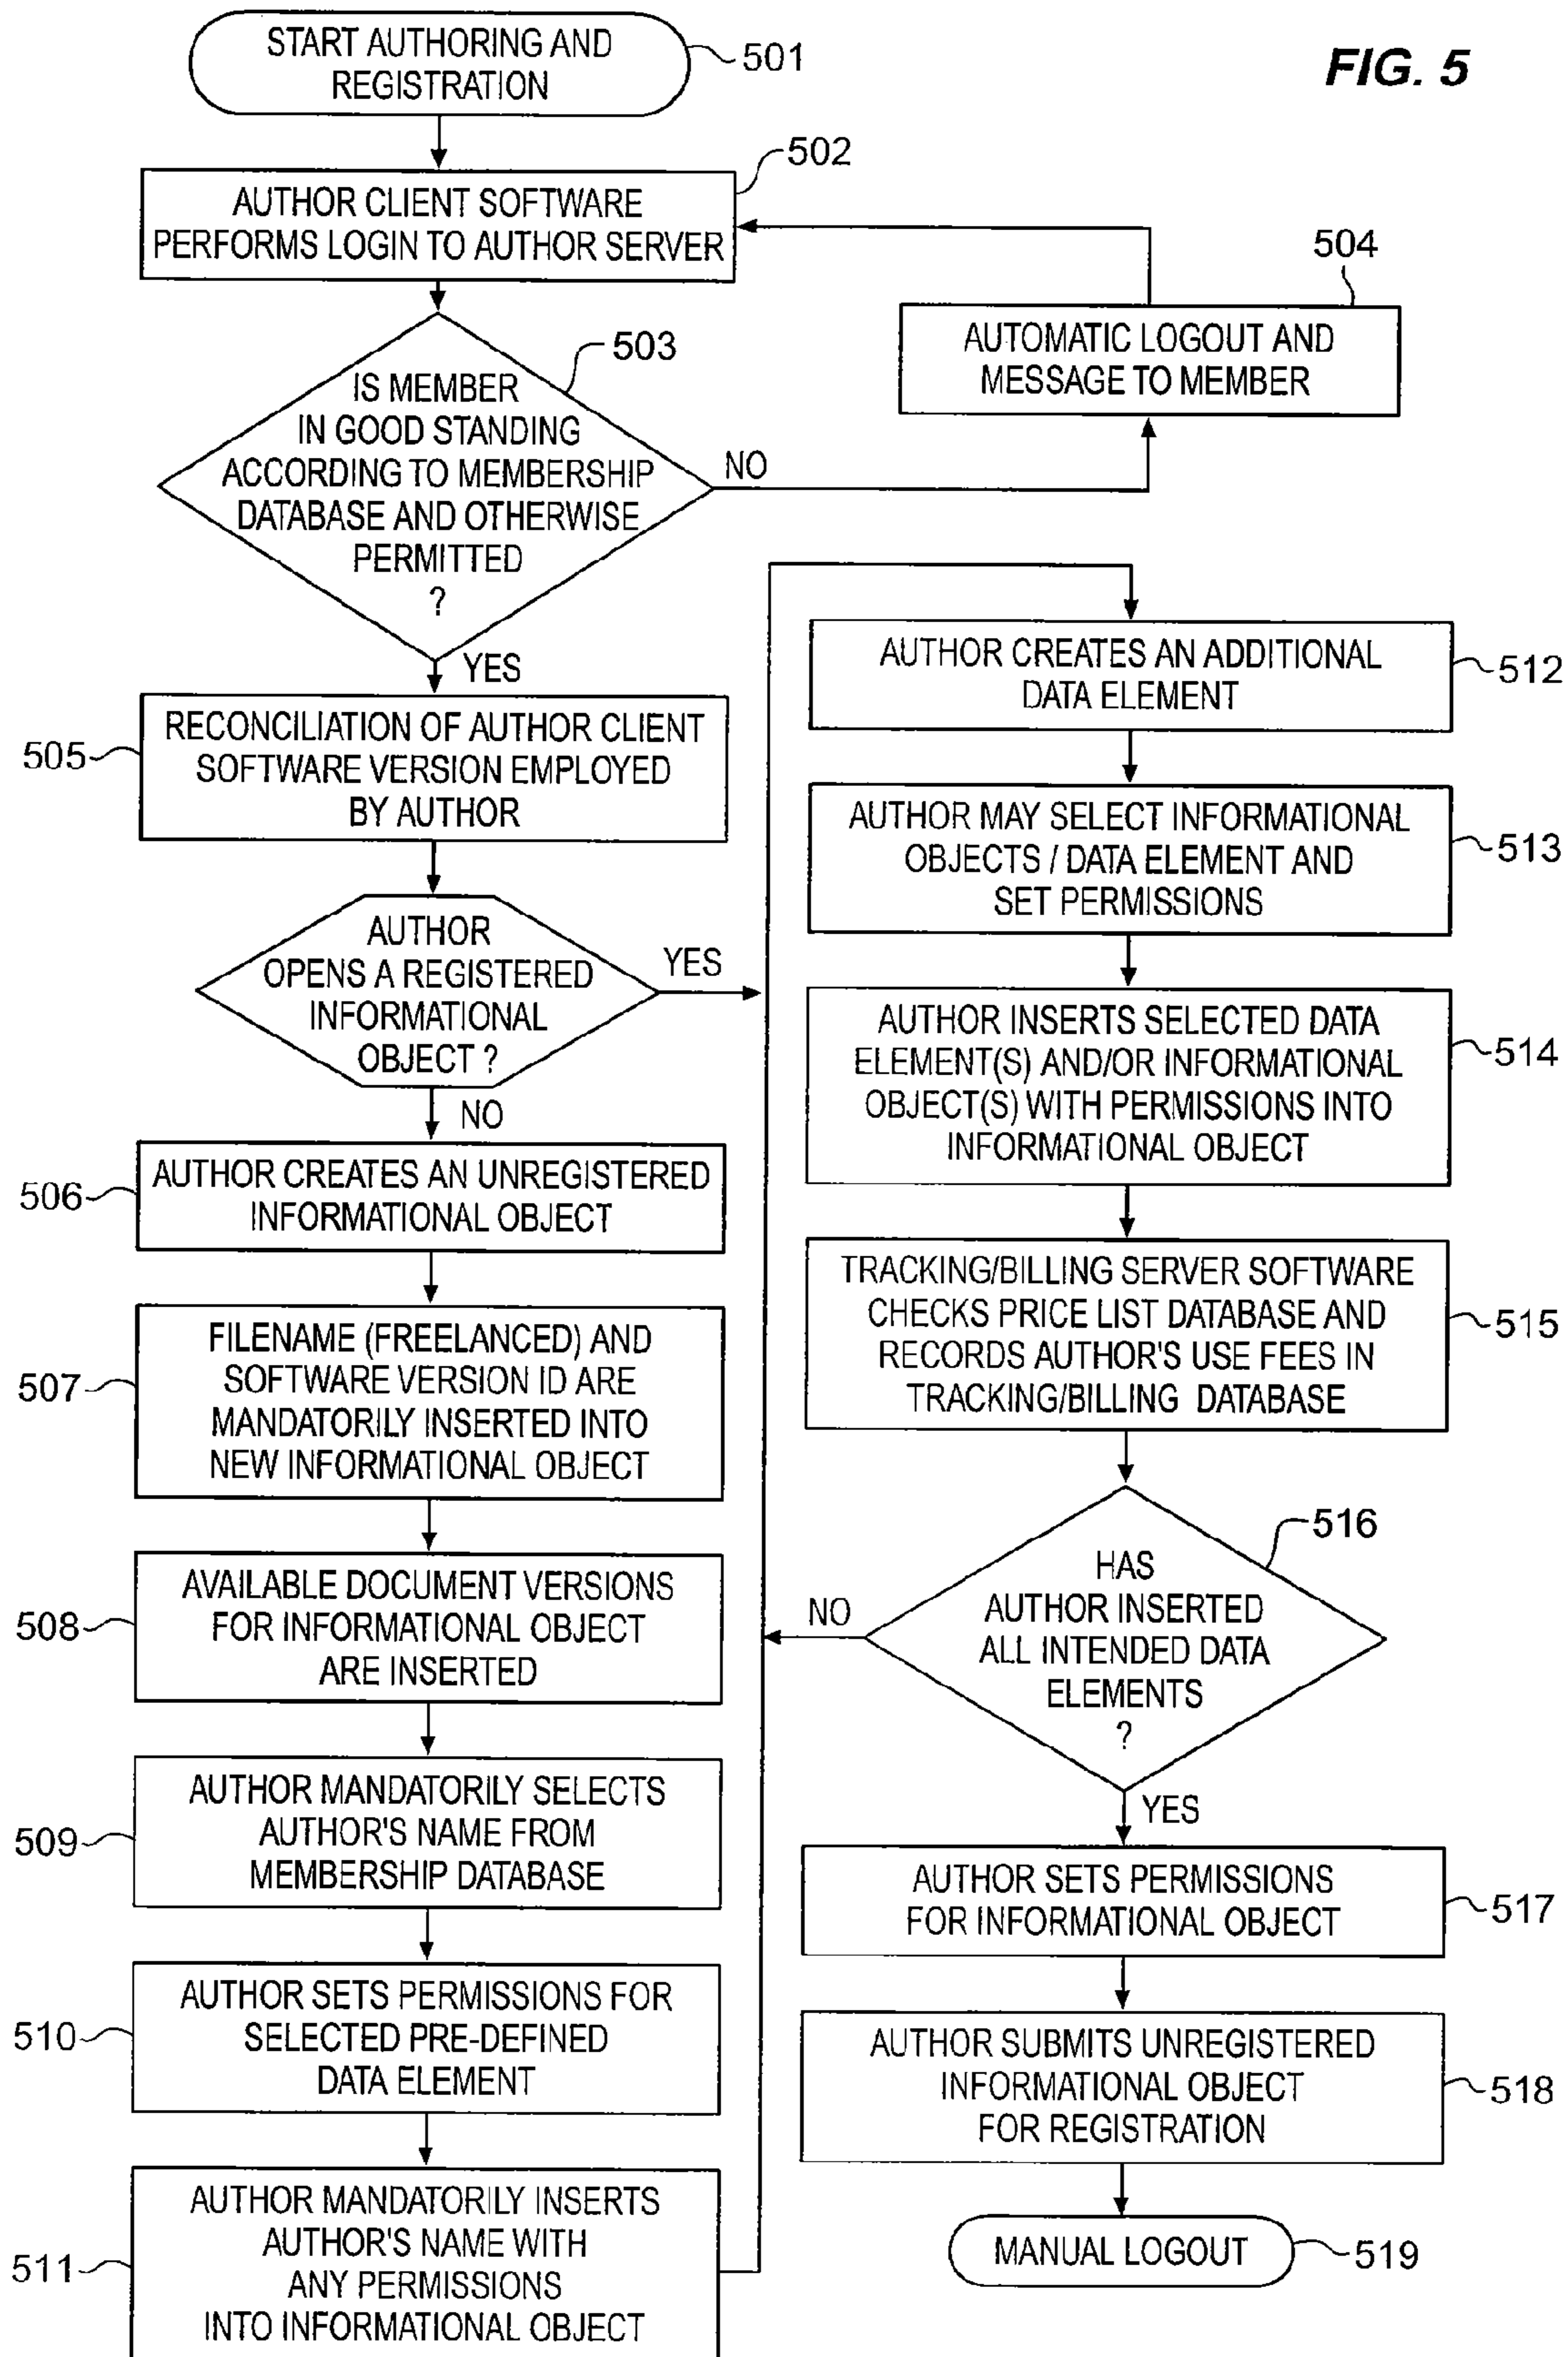 FIG. 5
START AUTHORING AND
REGISTRATION
501
502
AUTHOR CLIENT SOFTWARE
PERFORMS LOGIN TO AUTHOR SERVER
503
IS MEMBER
IN GOOD STANDING
ACCORDING TO MEMBERSHIP
DATABASE AND OTHERWISE
PERMITTED
?
NO
504
AUTOMATIC LOGOUT AND
MESSAGE TO MEMBER
YES
505
RECONCILIATION OF AUTHOR CLIENT
SOFTWARE VERSION EMPLOYED
BY AUTHOR
AUTHOR
OPENS A REGISTERED
INFORMATIONAL
OBJECT ?
YES
NO
506
AUTHOR CREATES AN UNREGISTERED
INFORMATIONAL OBJECT
507
FILENAME (FREELANCED) AND
SOFTWARE VERSION ID ARE
MANDATORILY INSERTED INTO
NEW INFORMATIONAL OBJECT
508
AVAILABLE DOCUMENT VERSIONS
FOR INFORMATIONAL OBJECT
ARE INSERTED
509
AUTHOR MANDATORILY SELECTS
AUTHOR'S NAME FROM
MEMBERSHIP DATABASE
510
AUTHOR SETS PERMISSIONS FOR
SELECTED PRE-DEFINED
DATA ELEMENT
511
AUTHOR MANDATORILY INSERTS
AUTHOR'S NAME WITH
ANY PERMISSIONS
INTO INFORMATIONAL OBJECT
AUTHOR CREATES AN ADDITIONAL
DATA ELEMENT
512
AUTHOR MAY SELECT INFORMATIONAL
OBJECTS / DATA ELEMENT AND
SET PERMISSIONS
513
AUTHOR INSERTS SELECTED DATA
ELEMENT(S) AND/OR INFORMATIONAL
OBJECT(S) WITH PERMISSIONS INTO
INFORMATIONAL OBJECT
514
TRACKING/BILLING SERVER SOFTWARE
CHECKS PRICE LIST DATABASE AND
RECORDS AUTHOR'S USE FEES IN
TRACKING/BILLING DATABASE
515
516
HAS
AUTHOR INSERTED
ALL INTENDED DATA
ELEMENTS
?
NO
YES
AUTHOR SETS PERMISSIONS
FOR INFORMATIONAL OBJECT
517
AUTHOR SUBMITS UNREGISTERED
INFORMATIONAL OBJECT
FOR REGISTRATION
518
MANUAL LOGOUT
519